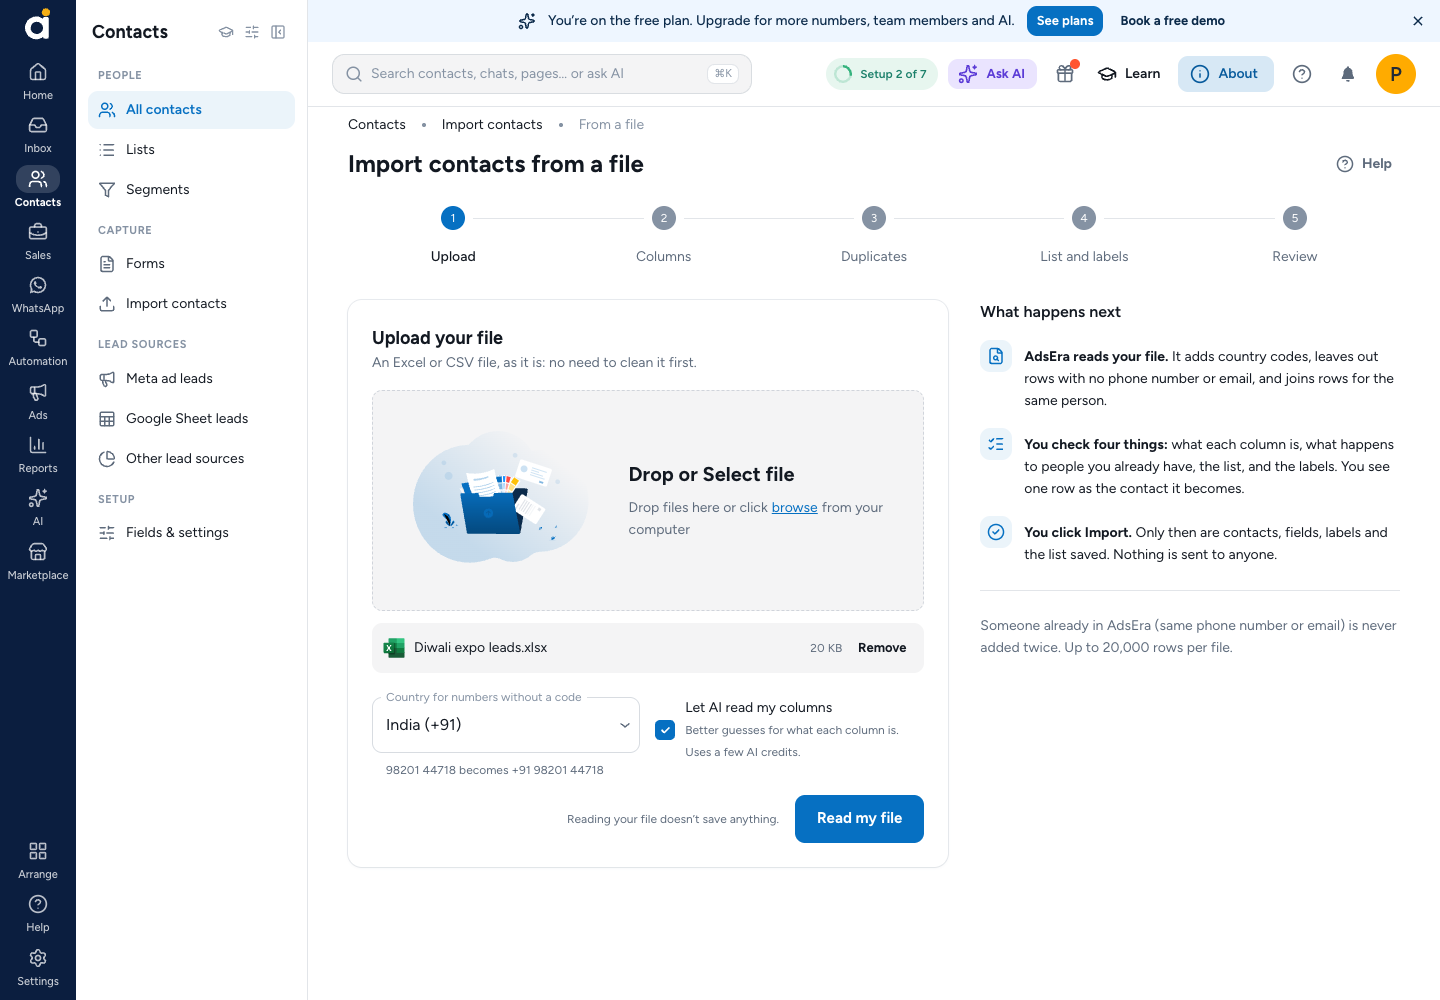 You're on the free plan. Upgrade for more numbers, team members and AI.
See plans
Book a free demo
Contacts
PEOPLE
All contacts
Lists
Segments
CAPTURE
Forms
Import contacts
LEAD SOURCES
Meta ad leads
Google Sheet leads
Other lead sources
SETUP
Fields & settings
Home
Inbox
Contacts
Sales
WhatsApp
Automation
Ads
Reports
AI
Marketplace
Arrange
Help
Settings
Search contacts, chats, pages... or ask AI
⌘K
Setup 2 of 7
Ask AI
Learn
About
P
Contacts • Import contacts • From a file
Import contacts from a file
Help
1
2
3
4
5
Upload
Columns
Duplicates
List and labels
Review
Upload your file
An Excel or CSV file, as it is: no need to clean it first.
Drop or Select file
Drop files here or click browse from your
computer
Diwali expo leads.xlsx
20 KB
Remove
Country for numbers without a code
India (+91)
98201 44718 becomes +91 98201 44718
Let AI read my columns
Better guesses for what each column is.
Uses a few AI credits.
Reading your file doesn't save anything.
Read my file
What happens next
AdsEra reads your file. It adds country codes, leaves out
rows with no phone number or email, and joins rows for the
same person.
You check four things: what each column is, what happens
to people you already have, the list, and the labels. You see
one row as the contact it becomes.
You click Import. Only then are contacts, fields, labels and
the list saved. Nothing is sent to anyone.
Someone already in AdsEra (same phone number or email) is never
added twice. Up to 20,000 rows per file.